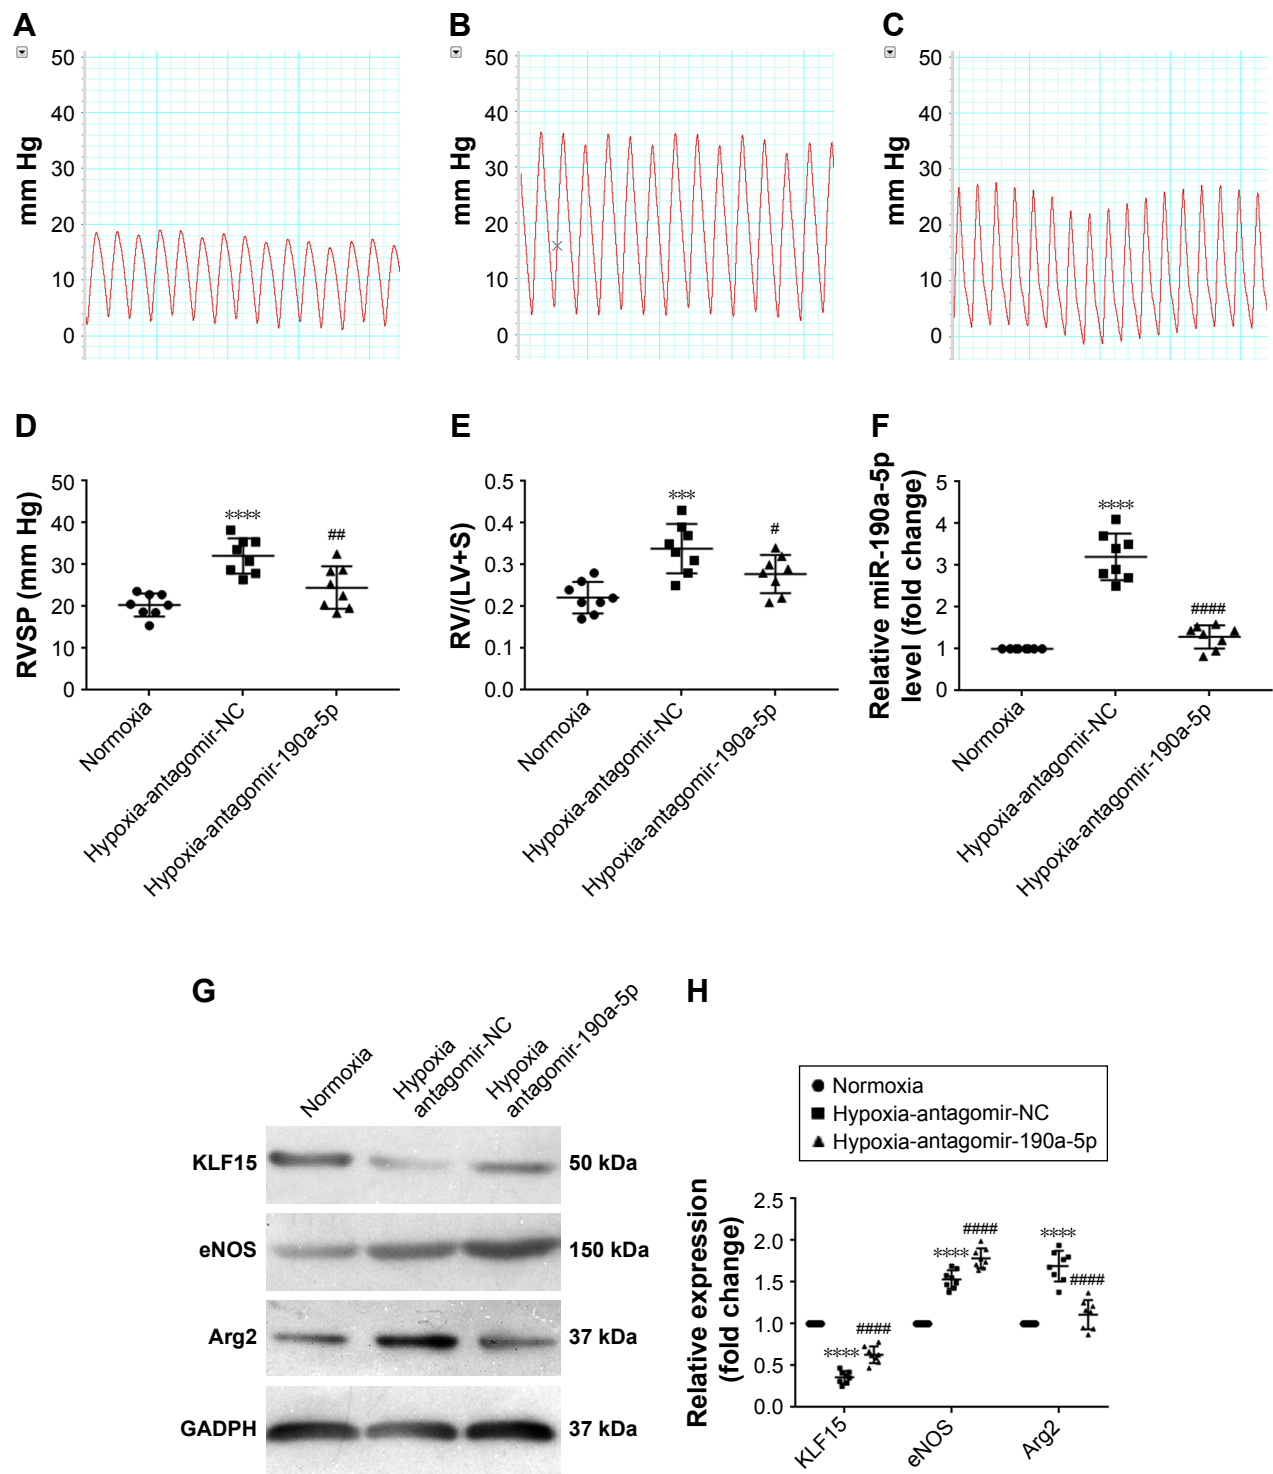 A
50
40
30
20
10
0
mm Hg
B
50
40
30
20
10
0
mm Hg
C
50
40
30
20
10
0
mm Hg
D
50
40
30
20
10
0
RVSP (mm Hg)
****
##
Normoxia
Hypoxia-antagomir-NC
Hypoxia-antagomir-190a-5p
E
0.5
0.4
0.3
0.2
0.1
0.0
RV/(LV+S)
***
#
Normoxia
Hypoxia-antagomir-NC
Hypoxia-antagomir-190a-5p
F
5
4
3
2
1
0
Relative miR-190a-5p
level (fold change)
****
####
Normoxia
Hypoxia-antagomir-NC
Hypoxia-antagomir-190a-5p
G
Normoxia
Hypoxia
antagomir-NC
Hypoxia
antagomir-190a-5p
KLF15 50 kDa
eNOS 150 kDa
Arg2 37 kDa
GADPH 37 kDa
H
Normoxia
Hypoxia-antagomir-NC
Hypoxia-antagomir-190a-5p
2.5
2.0
1.5
1.0
0.5
0.0
Relative expression
(fold change)
****
####
****
####
****
####
KLF15
eNOS
Arg2